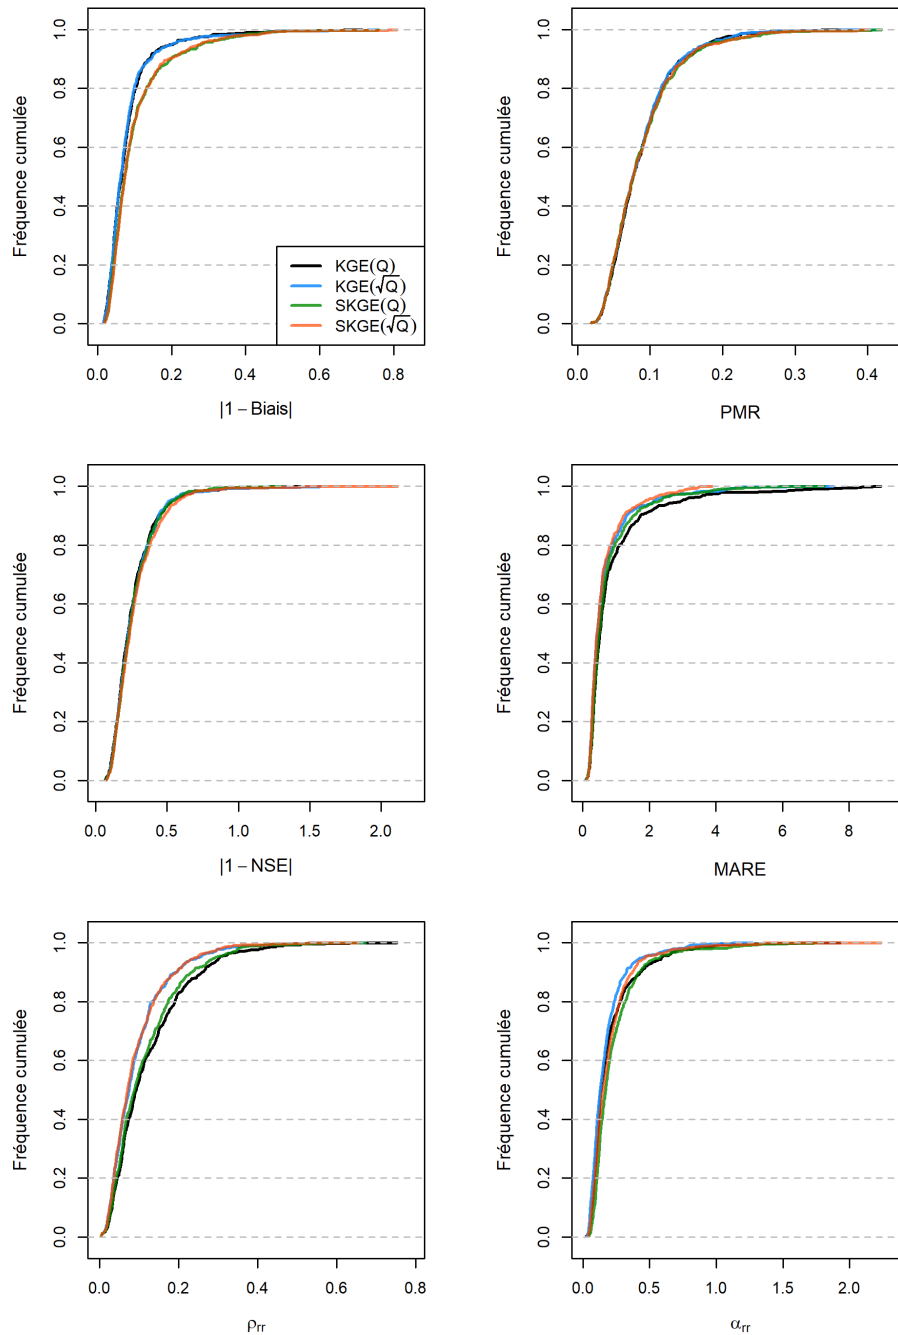 Fréquence cumulée
1.0
0.8
0.6
0.4
0.2
0.0
KGE(Q)
KGE(√Q)
SKGE(Q)
SKGE(√Q)
0.0 0.2 0.4 0.6 0.8
|1 – Biais|
Fréquence cumulée
1.0
0.8
0.6
0.4
0.2
0.0
0.0 0.1 0.2 0.3 0.4
PMR
Fréquence cumulée
1.0
0.8
0.6
0.4
0.2
0.0
0.0 0.5 1.0 1.5 2.0
|1 – NSE|
Fréquence cumulée
1.0
0.8
0.6
0.4
0.2
0.0
0 2 4 6 8
MARE
Fréquence cumulée
1.0
0.8
0.6
0.4
0.2
0.0
0.0 0.2 0.4 0.6 0.8
ρrr
Fréquence cumulée
1.0
0.8
0.6
0.4
0.2
0.0
0.0 0.5 1.0 1.5 2.0
αrr